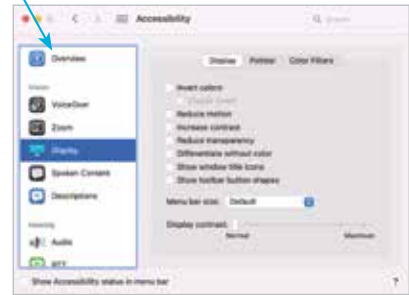 Accessibility
Overview
VoiceOver
Zoom
Display
Spoken Content
Descriptions
Audio
RTT
Display Pointer Color Filters
Invert colors
Reduce motion
Increase contrast
Reduce transparency
Differentiate without color
Show window title icons
Show toolbar button shapes
Menu bar size: Default
Display contrast:
Normal Maximum
Show Accessibility status in menu bar ?